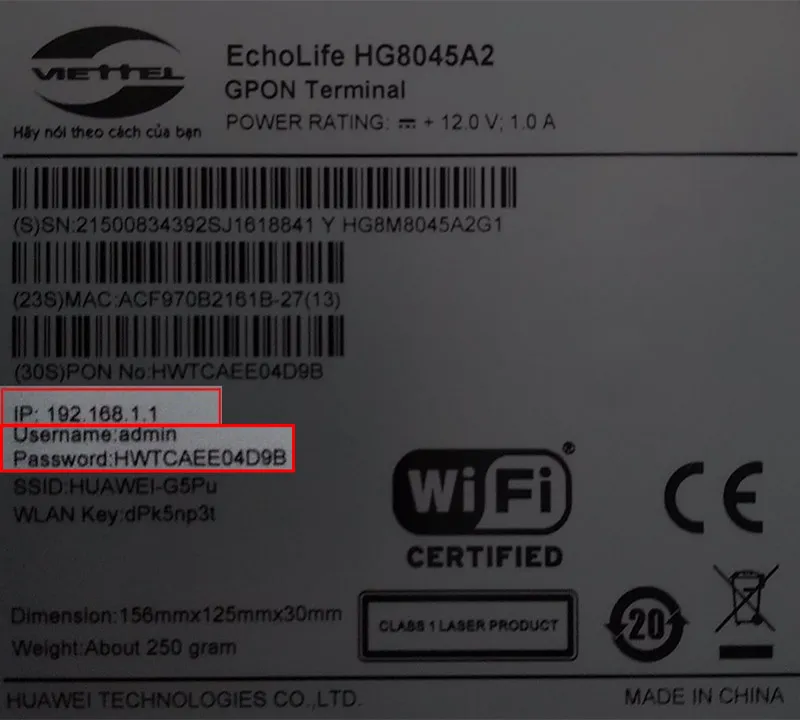 VIETTEL
Hãy nói theo cách của bạn
EchoLife HG8045A2
GPON Terminal
POWER RATING: ⎓ + 12.0 V; 1.0 A
(S)SN:21500834392SJ1618841 Y HG8M8045A2G1
(23S)MAC:ACF970B2161B-27(13)
(30S)PON No:HWTCAEE04D9B
IP: 192.168.1.1
Username:admin
Password:HWTCAEE04D9B
SSID:HUAWEI-G5Pu
WLAN Key:dPk5np3t
WiFi®
CERTIFIED
CE
Dimension:156mmx125mmx30mm
Weight:About 250 gram
CLASS 1 LASER PRODUCT
20
HUAWEI TECHNOLOGIES CO.,LTD.
MADE IN CHINA